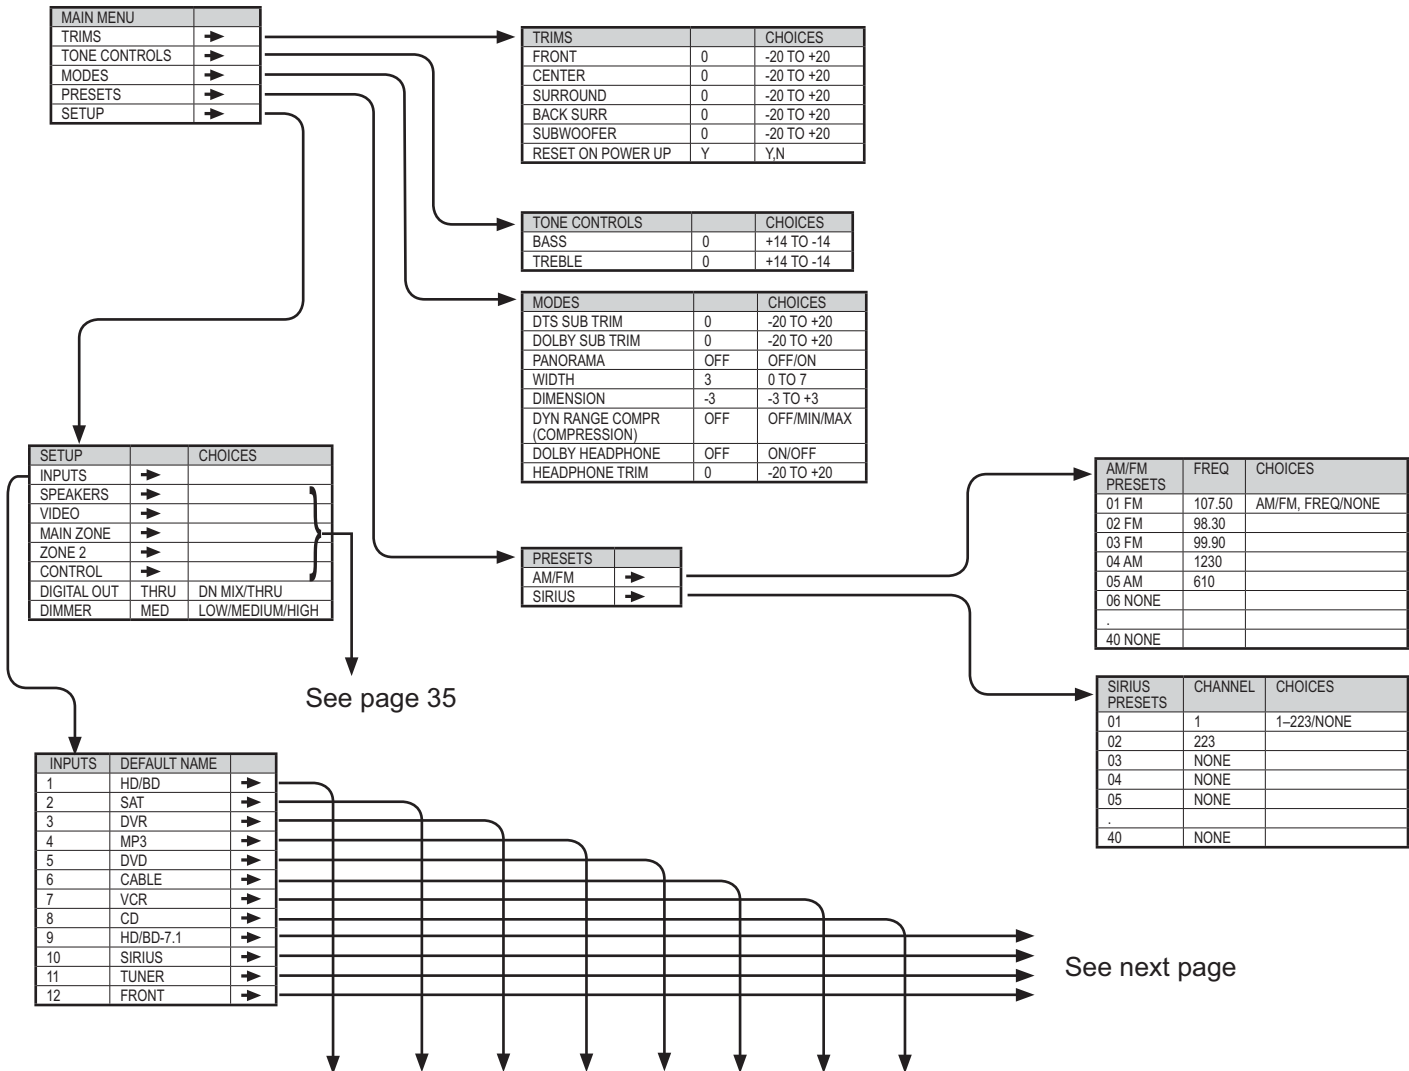 MAIN MENU
TRIMS
TONE CONTROLS
MODES
PRESETS
SETUP
TRIMS CHOICES
FRONT 0 -20 TO +20
CENTER 0 -20 TO +20
SURROUND 0 -20 TO +20
BACK SURR 0 -20 TO +20
SUBWOOFER 0 -20 TO +20
RESET ON POWER UP Y Y,N
TONE CONTROLS CHOICES
BASS 0 +14 TO -14
TREBLE 0 +14 TO -14
MODES CHOICES
DTS SUB TRIM 0 -20 TO +20
DOLBY SUB TRIM 0 -20 TO +20
PANORAMA OFF OFF/ON
WIDTH 3 0 TO 7
DIMENSION -3 -3 TO +3
DYN RANGE COMPR OFF OFF/MIN/MAX
(COMPRESSION)
DOLBY HEADPHONE OFF ON/OFF
HEADPHONE TRIM 0 -20 TO +20
SETUP CHOICES
INPUTS
SPEAKERS
VIDEO
MAIN ZONE
ZONE 2
CONTROL
DIGITAL OUT THRU DN MIX/THRU
DIMMER MED LOW/MEDIUM/HIGH
See page 35
PRESETS
AM/FM
SIRIUS
AM/FM FREQ CHOICES
PRESETS
01 FM 107.50 AM/FM, FREQ/NONE
02 FM 98.30
03 FM 99.90
04 AM 1230
05 AM 610
06 NONE
.
40 NONE
SIRIUS CHANNEL CHOICES
PRESETS
01 1 1–223/NONE
02 223
03 NONE
04 NONE
05 NONE
.
40 NONE
INPUTS DEFAULT NAME
1 HD/BD
2 SAT
3 DVR
4 MP3
5 DVD
6 CABLE
7 VCR
8 CD
9 HD/BD-7.1
10 SIRIUS
11 TUNER
12 FRONT
See next page